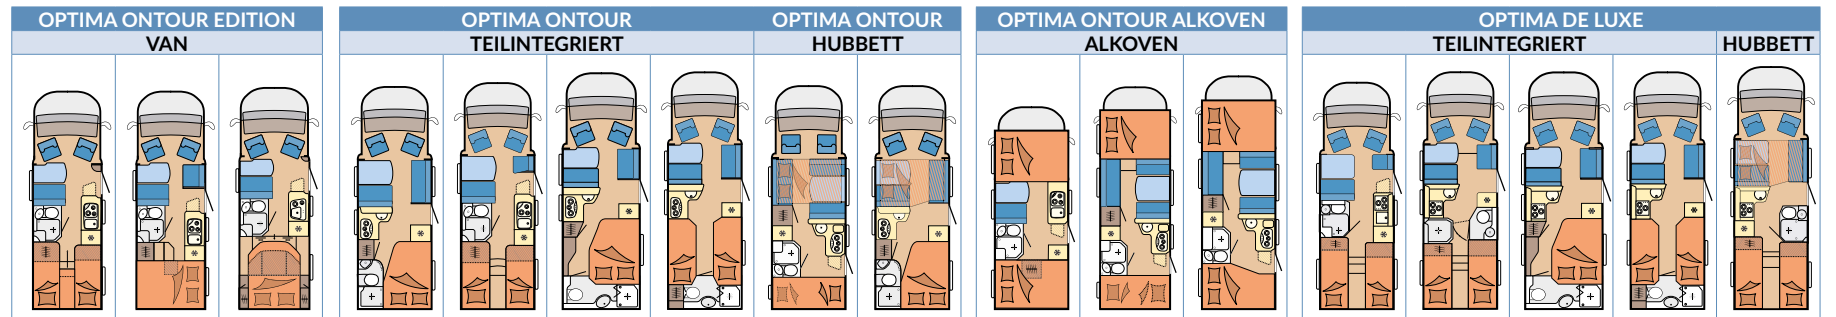 OPTIMA ONTOUR EDITION
VAN
OPTIMA ONTOUR OPTIMA ONTOUR
TEILINTEGRIERT HUBBETT
OPTIMA ONTOUR ALKOVEN
ALKOVEN
OPTIMA DE LUXE
TEILINTEGRIERT HUBBETT